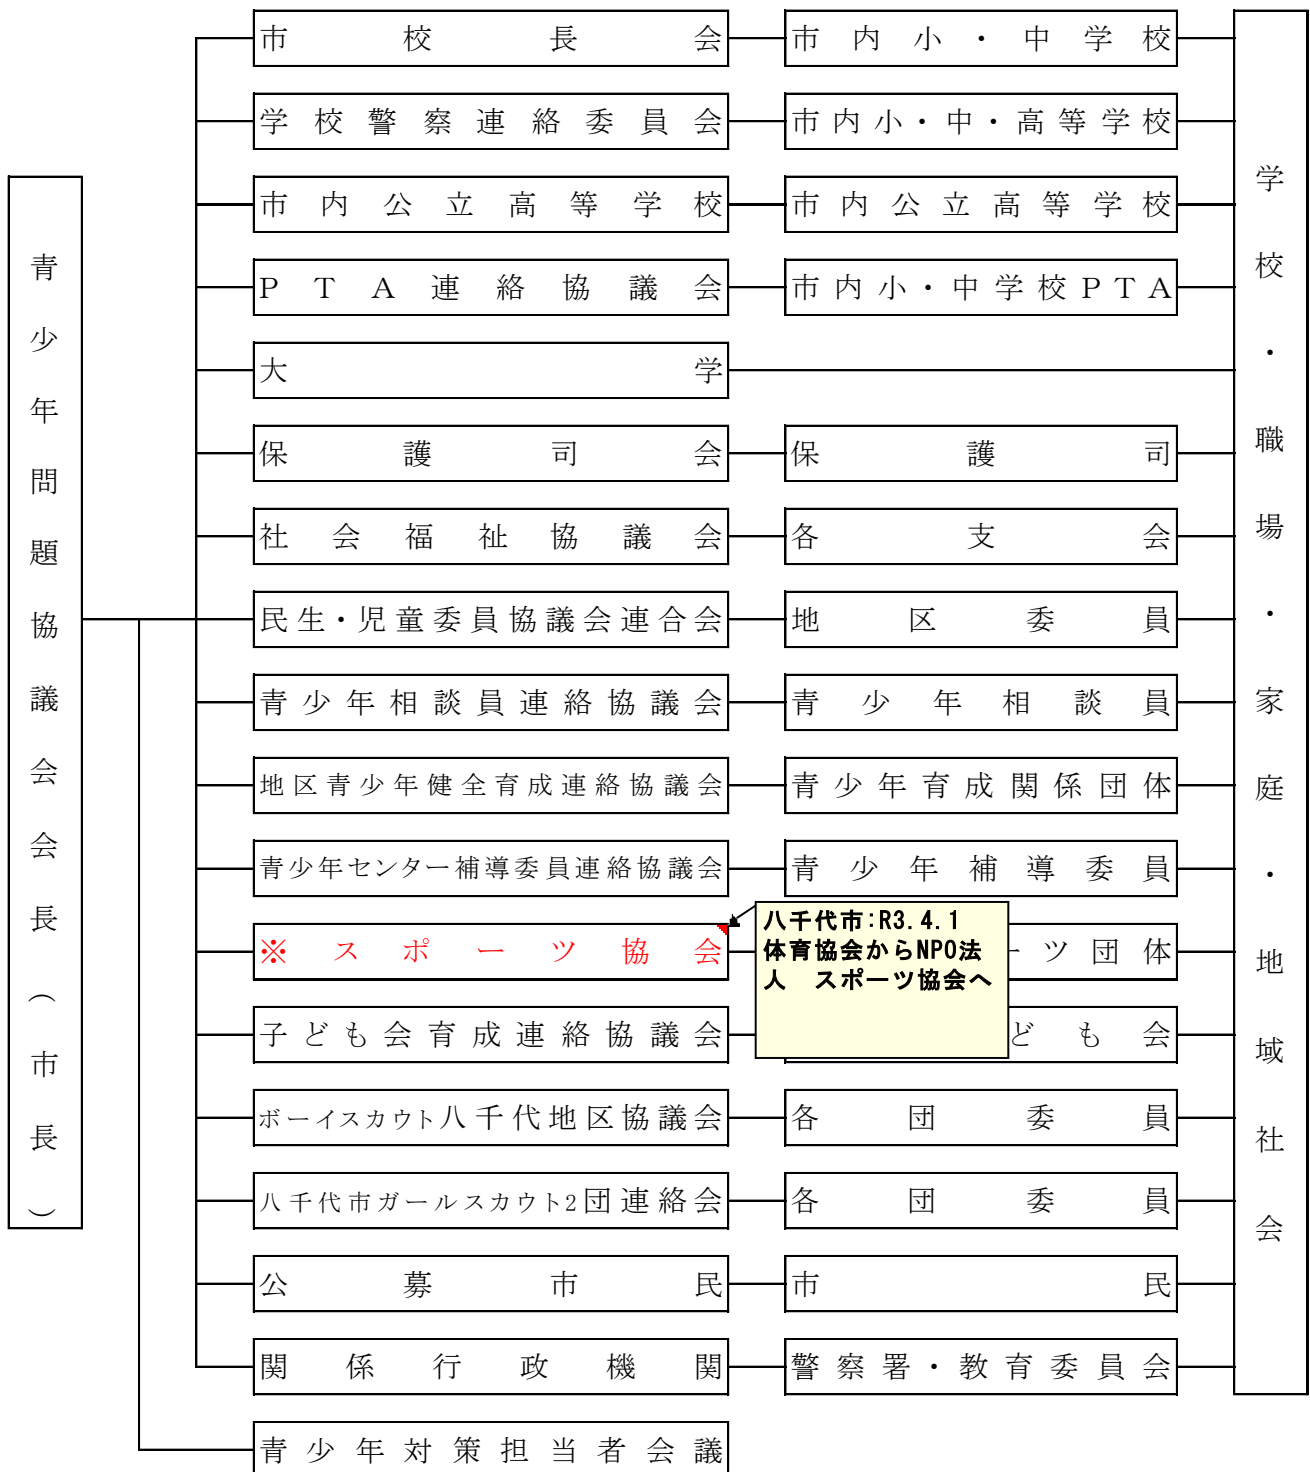 青少年問題協議会会長（市長）
市校長会
市内小・中学校
学校警察連絡委員会
市内小・中・高等学校
市内公立高等学校
市内公立高等学校
PTA連絡協議会
市内小・中学校PTA
大学
保護司会
保護司
社会福祉協議会
各支会
民生・児童委員協議会連合会
地区委員
青少年相談員連絡協議会
青少年相談員
地区青少年健全育成連絡協議会
青少年育成関係団体
青少年センター補導委員連絡協議会
青少年補導委員
※スポーツ協会
ーツ団体
八千代市:R3.4.1
体育協会からNPO法
人　スポーツ協会へ
子ども会育成連絡協議会
ども会
ボーイスカウト八千代地区協議会
各団委員
八千代市ガールスカウト2団連絡会
各団委員
公募市民
市民
関係行政機関
警察署・教育委員会
青少年対策担当者会議
学校・職場・家庭・地域社会